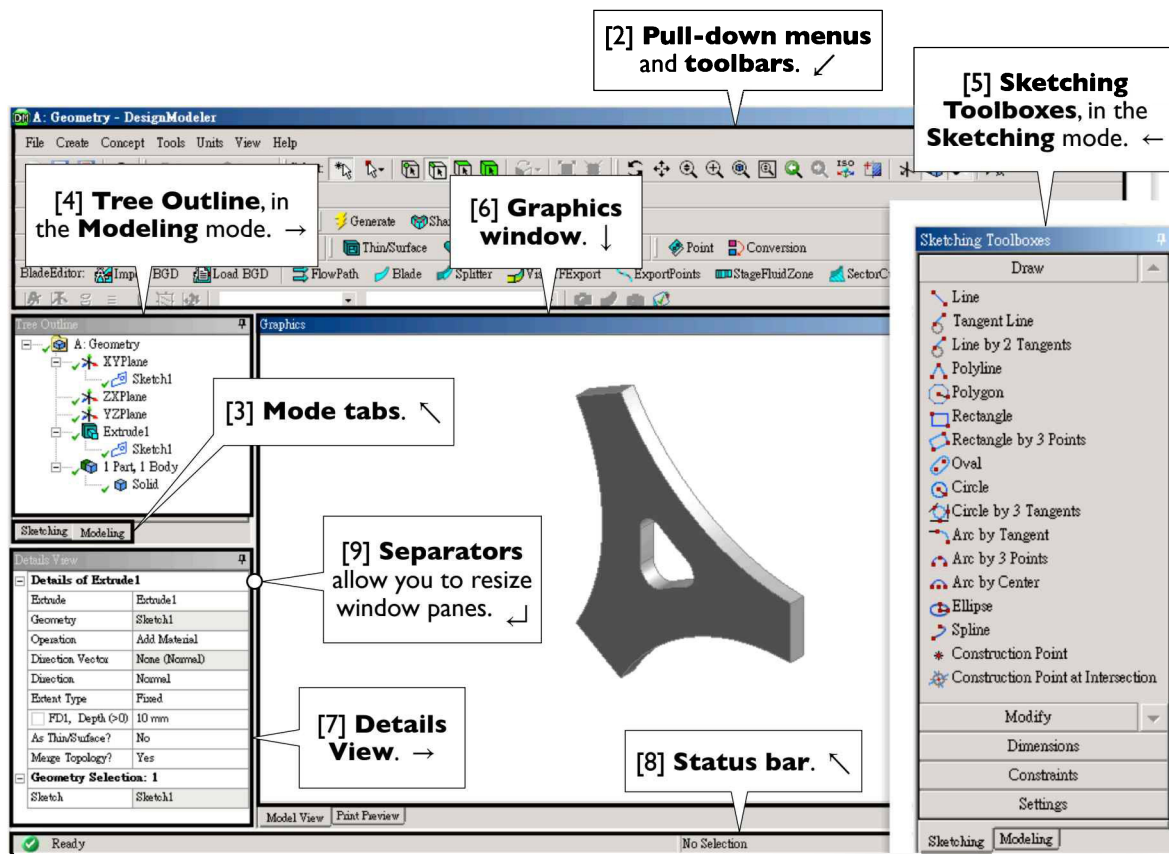 [2] Pull-down menus
and toolbars. ↙
[5] Sketching
Toolboxes, in the
Sketching mode. ←
DM A: Geometry - DesignModeler
File Create Concept Tools Units View Help
ISO
[4] Tree Outline, in
the Modeling mode. →
[6] Graphics
window. ↓
Generate
Thin/Surface
Point Conversion
BladeEditor: BGD Load BGD FlowPath Blade Splitter ExportPoints StageFluidZone
Tree Outline
A: Geometry
XYPlane
Sketch1
ZXPlane
YZPlane
Extrude1
Sketch1
1 Part, 1 Body
Solid
Sketching Modeling
[3] Mode tabs. ↖
Graphics
Details View
Details of Extrude1
Extrude Extrude1
Geometry Sketch1
Operation Add Material
Direction Vector None (Normal)
Direction Normal
Extent Type Fixed
FD1, Depth (>0) 10 mm
As Thin/Surface? No
Merge Topology? Yes
Geometry Selection: 1
Sketch Sketch1
[9] Separators
allow you to resize
window panes. ↵
[7] Details
View. →
[8] Status bar. ↖
Model View Print Preview
Ready No Selection
Sketching Toolboxes
Draw
Line
Tangent Line
Line by 2 Tangents
Polyline
Polygon
Rectangle
Rectangle by 3 Points
Oval
Circle
Circle by 3 Tangents
Arc by Tangent
Arc by 3 Points
Arc by Center
Ellipse
Spline
Construction Point
Construction Point at Intersection
Modify
Dimensions
Constraints
Settings
Sketching Modeling